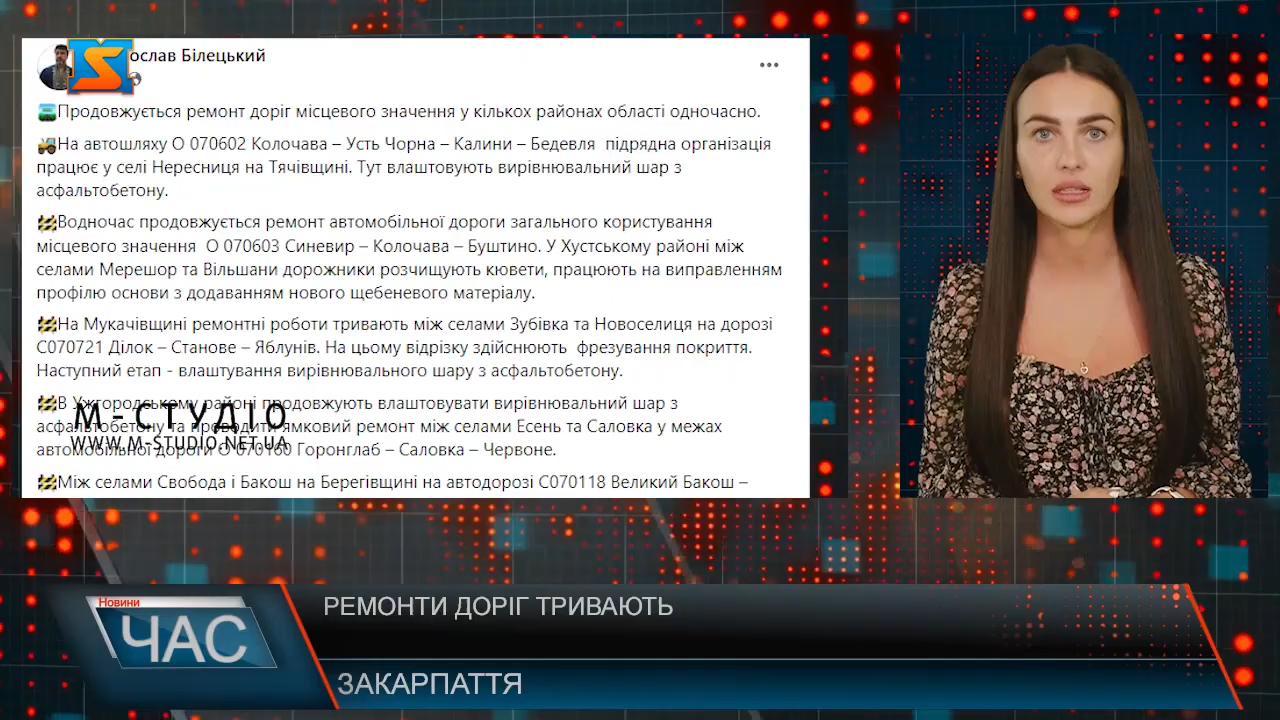 ослав Білецький
Продовжується ремонт доріг місцевого значення у кількох районах області одночасно.
На автошляху О 070602 Колочава – Усть Чорна – Калини – Бедевля підрядна організація
працює у селі Нересниця на Тячівщині. Тут влаштовують вирівнювальний шар з
асфальтобетону.
Водночас продовжується ремонт автомобільної дороги загального користування
місцевого значення О 070603 Синевир – Колочава – Буштино. У Хустському районі між
селами Мерешор та Вільшани дорожники розчищують кювети, працюють на виправленням
профілю основи з додаванням нового щебеневого матеріалу.
На Мукачівщині ремонтні роботи тривають між селами Зубівка та Новоселиця на дорозі
С070721 Ділок – Станове – Яблунів. На цьому відрізку здійснюють фрезування покриття.
Наступний етап - влаштування вирівнювального шару з асфальтобетону.
В Ужгородському районі продовжують влаштовувати вирівнювальний шар з
асфальтобетону та проводити ямковий ремонт між селами Есень та Саловка у межах
автомобільної дороги О 070160 Горонглаб – Саловка – Червоне.
Між селами Свобода і Бакош на Берегівщині на автодорозі С070118 Великий Бакош –
М-СТУДІО
WWW.M-STUDIO.NET.UA
Новини
ЧАС
РЕМОНТИ ДОРІГ ТРИВАЮТЬ
ЗАКАРПАТТЯ